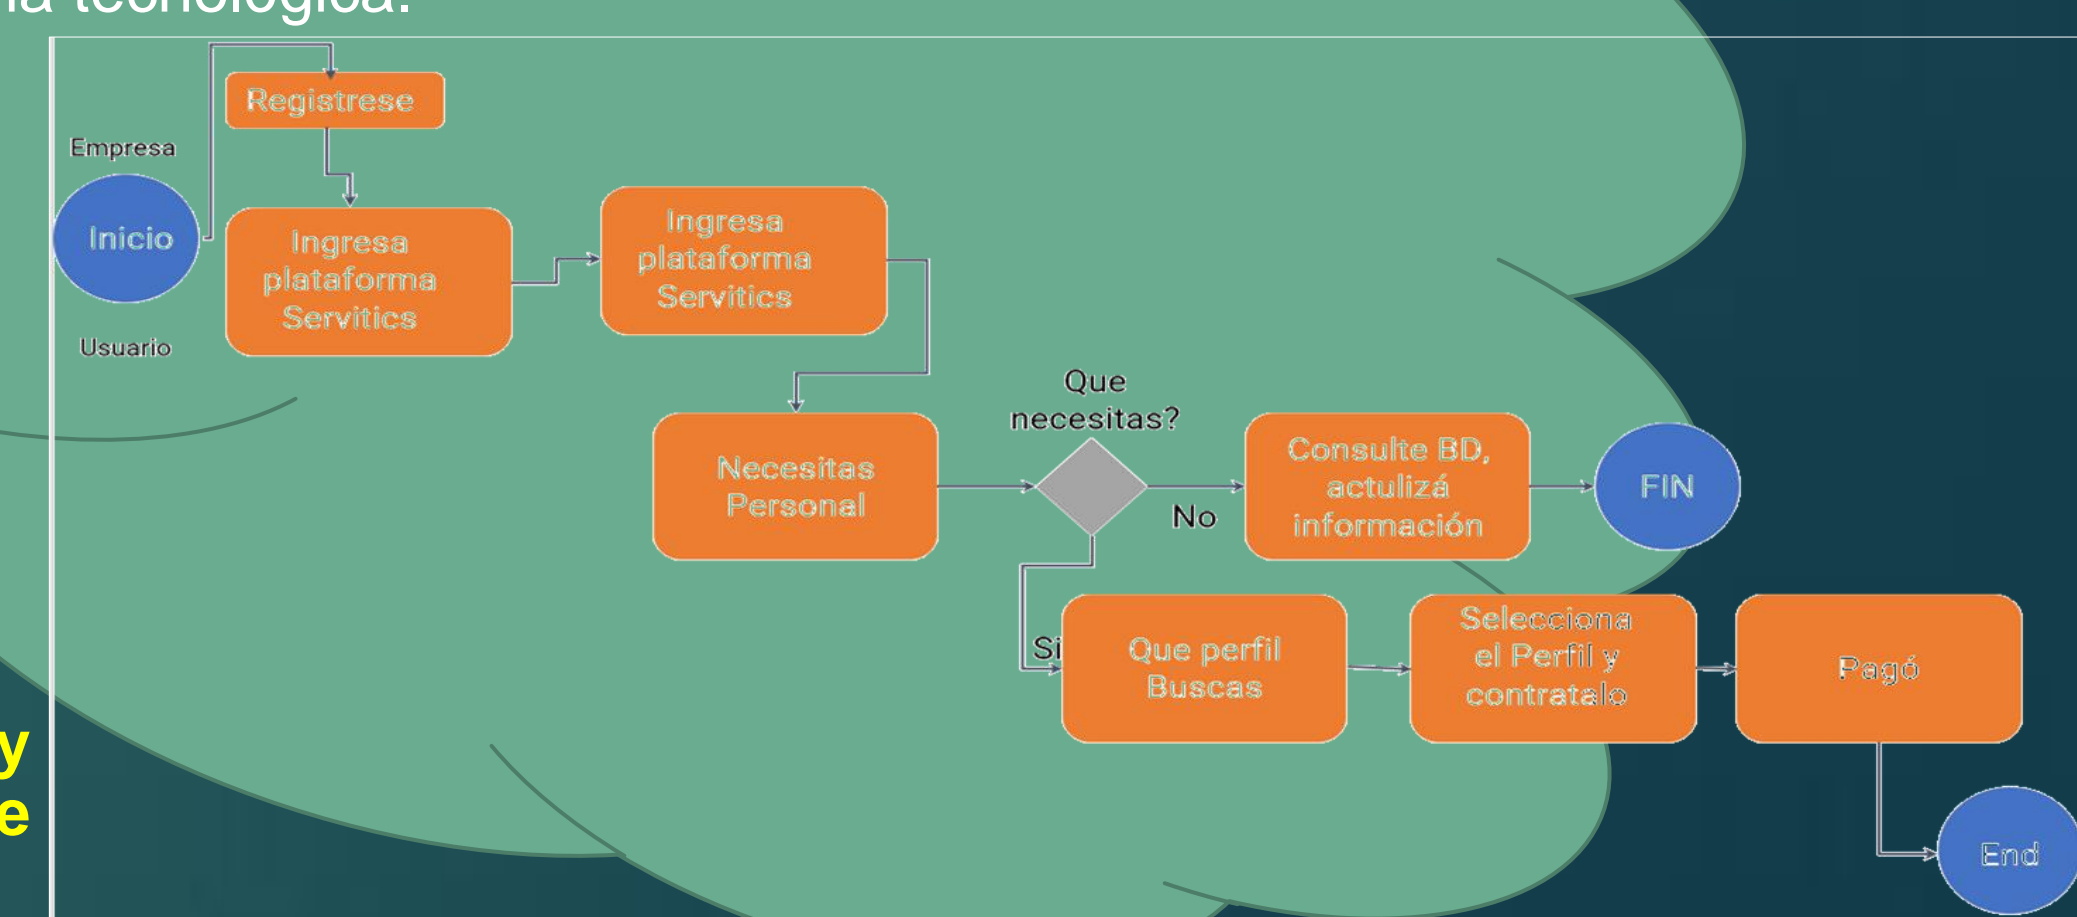 tecnológica.
Registrese
Empresa
Inicio
Usuario
Ingresa
plataforma
Servitics
Ingresa
plataforma
Servitics
Necesitas
Personal
Que
necesitas?
No
Consulte BD,
actulizá
información
FIN
Si
Que perfil
Buscas
Selecciona
el Perfil y
contratalo
Pagó
End
y
e